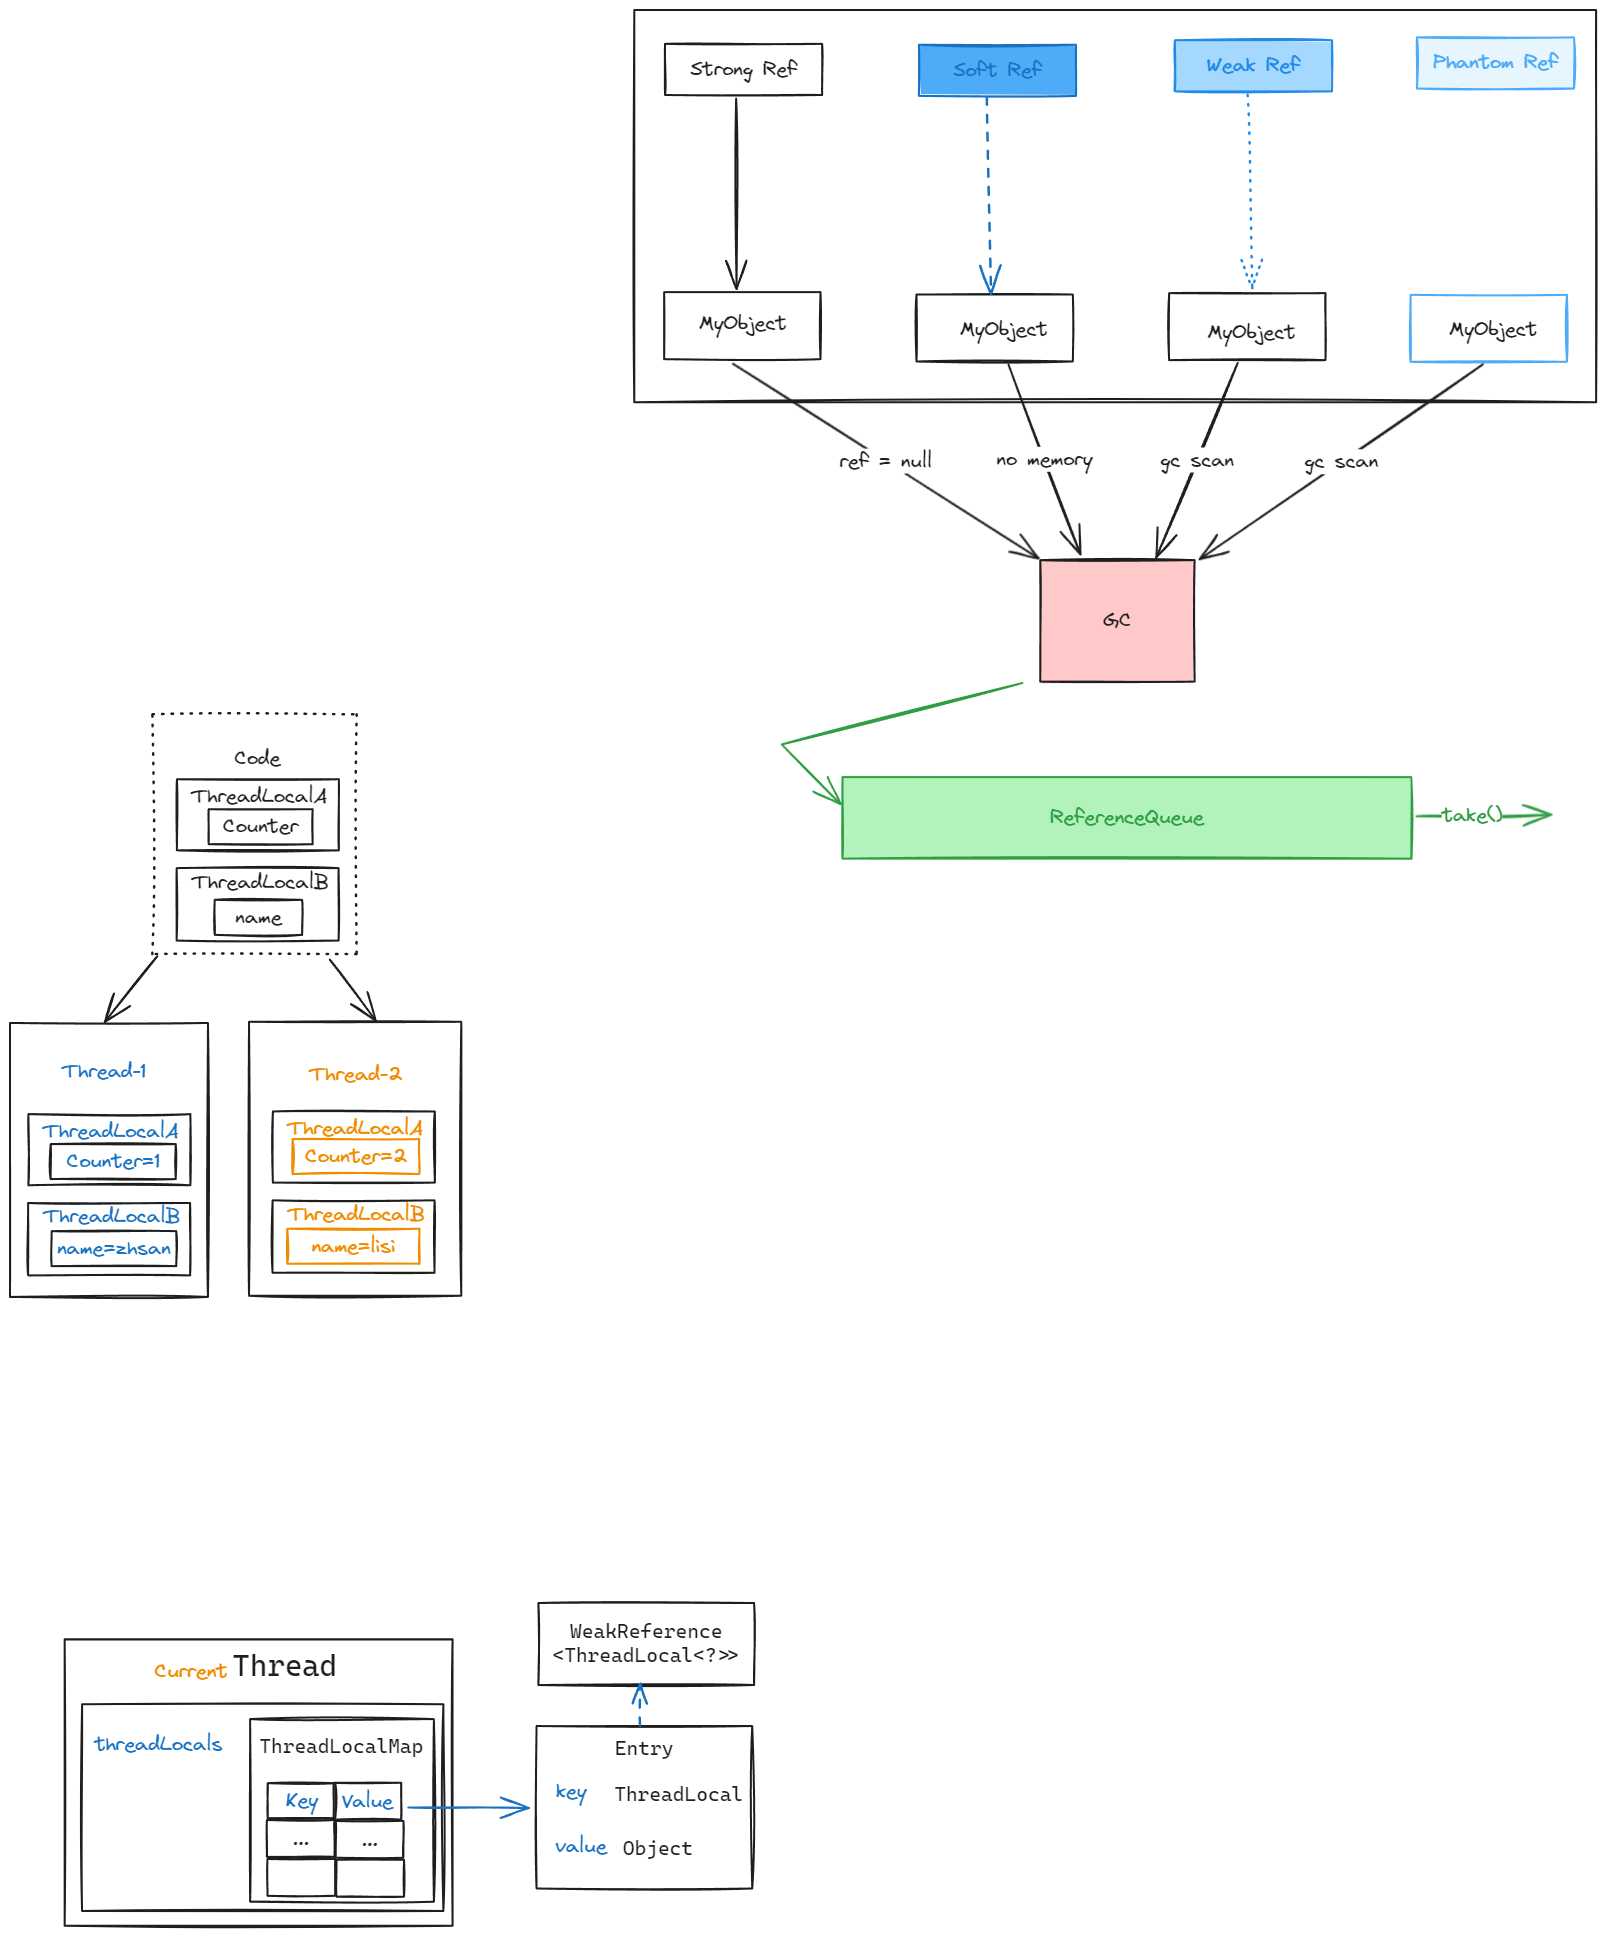 Strong Ref
Soft Ref
Weak Ref
Phantom Ref
MyObject
MyObject
MyObject
MyObject
ref = null
no memory
gc scan
gc scan
GC
ReferenceQueue
take()
Code
ThreadLocalA
Counter
ThreadLocalB
name
Thread-1
ThreadLocalA
Counter=1
ThreadLocalB
name=zhsan
Thread-2
ThreadLocalA
Counter=2
ThreadLocalB
name=lisi
Current Thread
threadLocals
ThreadLocalMap
Key Value
... ...
WeakReference
<ThreadLocal<?>>
Entry
key ThreadLocal
value Object